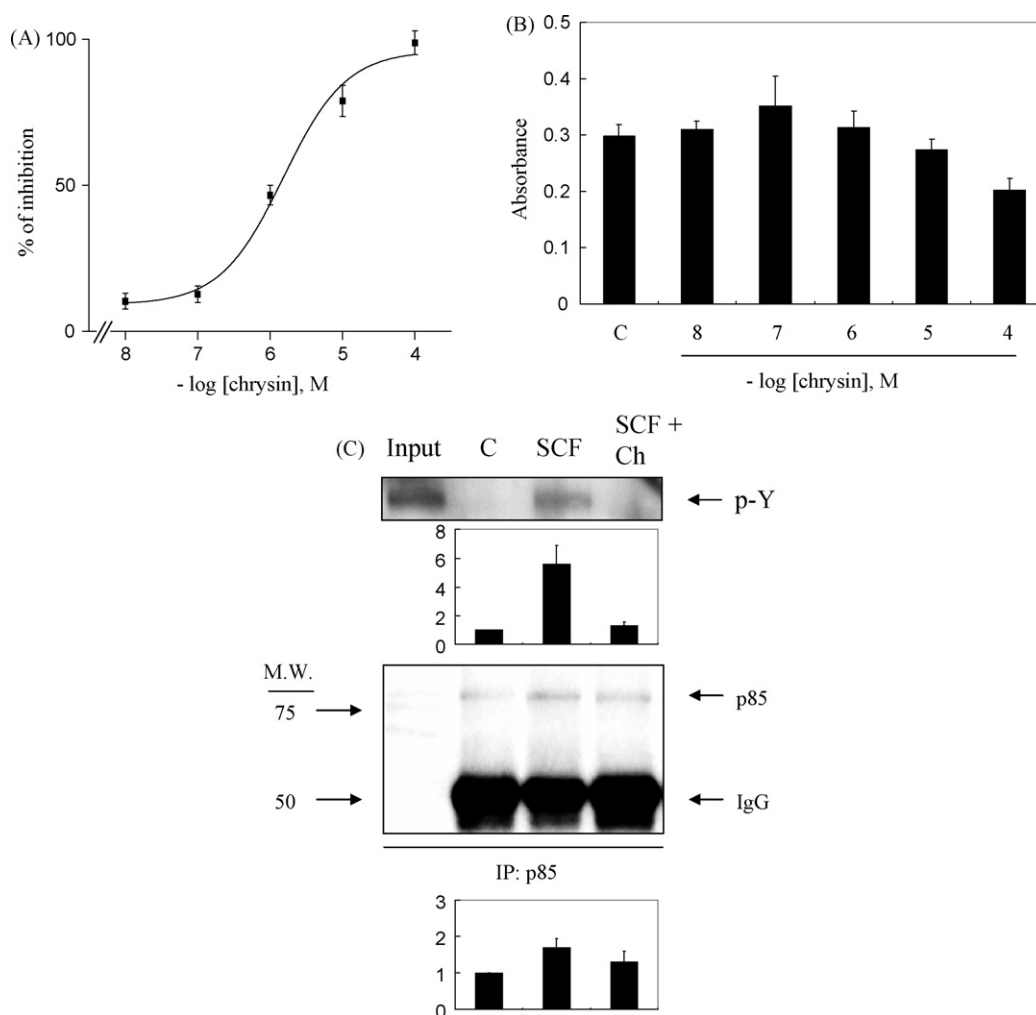 (A)
100
50
0
% of inhibition
8 7 6 5 4
- log [chrysin], M
(B)
0.5
0.4
0.3
0.2
0.1
0
Absorbance
C 8 7 6 5 4
- log [chrysin], M
(C) Input C SCF SCF + Ch
p-Y
8
6
4
2
0
M.W.
75
50
p85
IgG
IP: p85
3
2
1
0